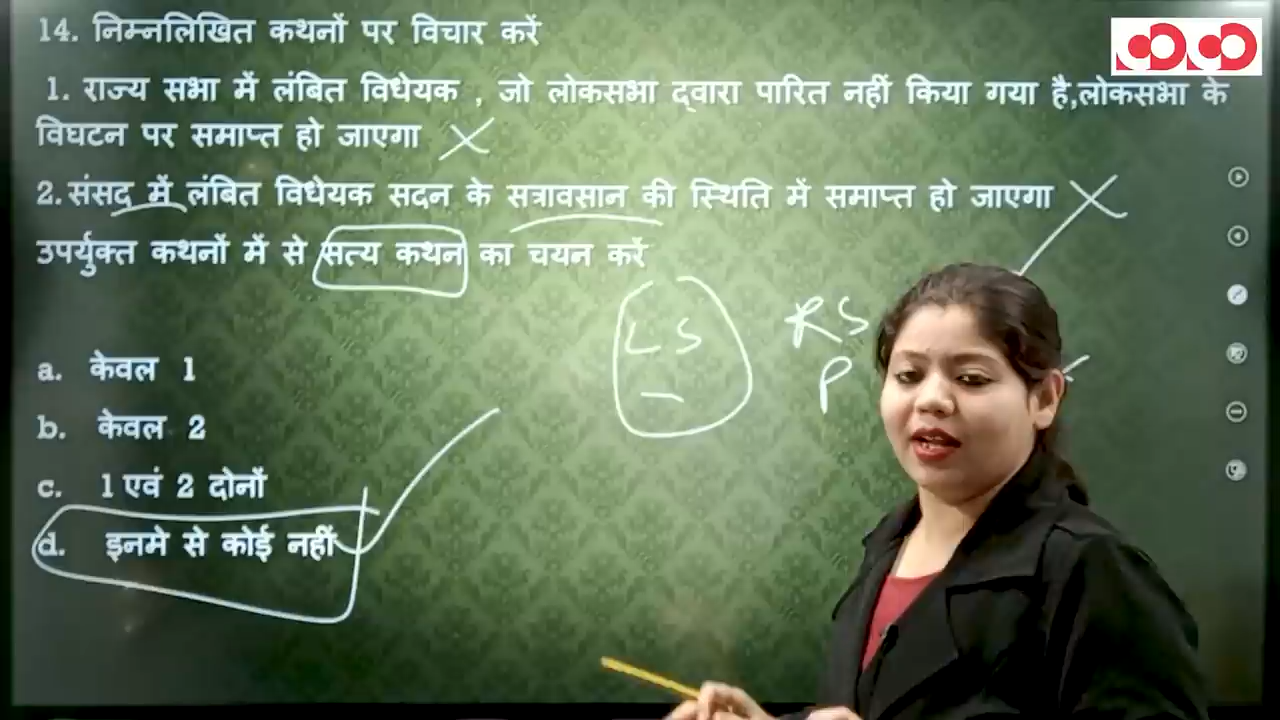 14. निम्नलिखित कथनों पर विचार करें
1. राज्य सभा में लंबित विधेयक , जो लोकसभा द्वारा पारित नहीं किया गया है,लोकसभा के
विघटन पर समाप्त हो जाएगा
2. संसद में लंबित विधेयक सदन के सत्रावसान की स्थिति में समाप्त हो जाएगा
उपर्युक्त कथनों में से सत्य कथन का चयन करें
LS RS
P
a. केवल 1
b. केवल 2
c. 1 एवं 2 दोनों
d. इनमे से कोई नहीं